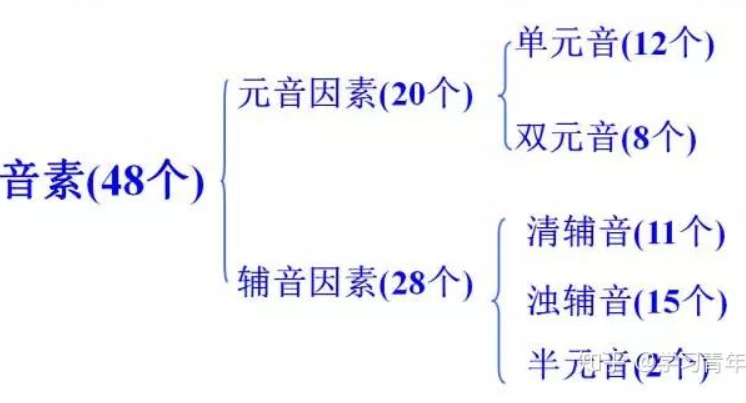 单元音(12个)
元音因素(20个)
双元音(8个)
音素(48个)
清辅音(11个)
辅音因素(28个)
浊辅音(15个)
半元音(2个)
知乎 @学习青年